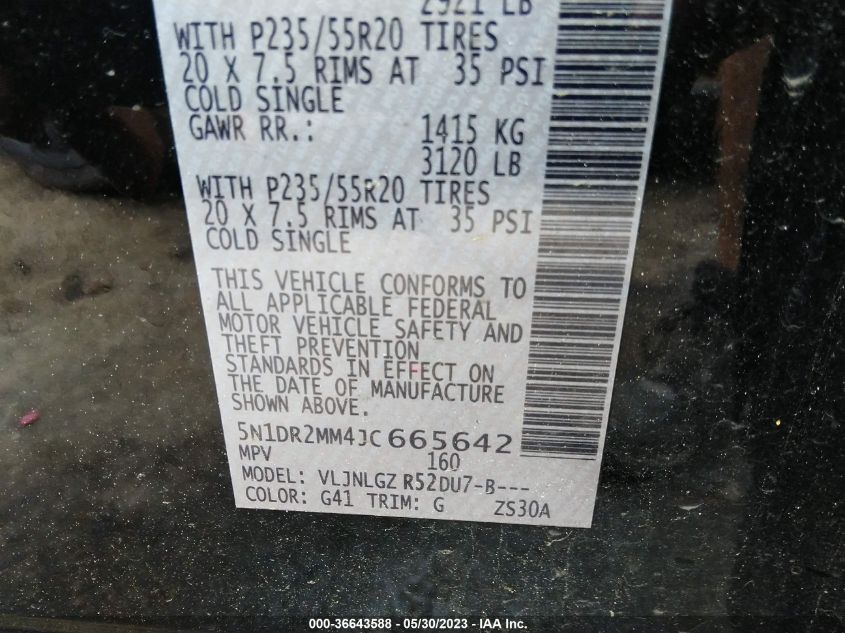 2921 LB
WITH P235/55R20 TIRES
20 X 7.5 RIMS AT 35 PSI
COLD SINGLE
GAWR RR.: 1415 KG
3120 LB
WITH P235/55R20 TIRES
20 X 7.5 RIMS AT 35 PSI
COLD SINGLE
THIS VEHICLE CONFORMS TO
ALL APPLICABLE FEDERAL
MOTOR VEHICLE SAFETY AND
THEFT PREVENTION
STANDARDS IN EFFECT ON
THE DATE OF MANUFACTURE
SHOWN ABOVE.
5N1DR2MM4JC665642
MPV 160
MODEL: VLJNLGZ R52DU7-B---
COLOR: G41 TRIM: G ZS30A
000-36643588 - 05/30/2023 - IAA Inc.